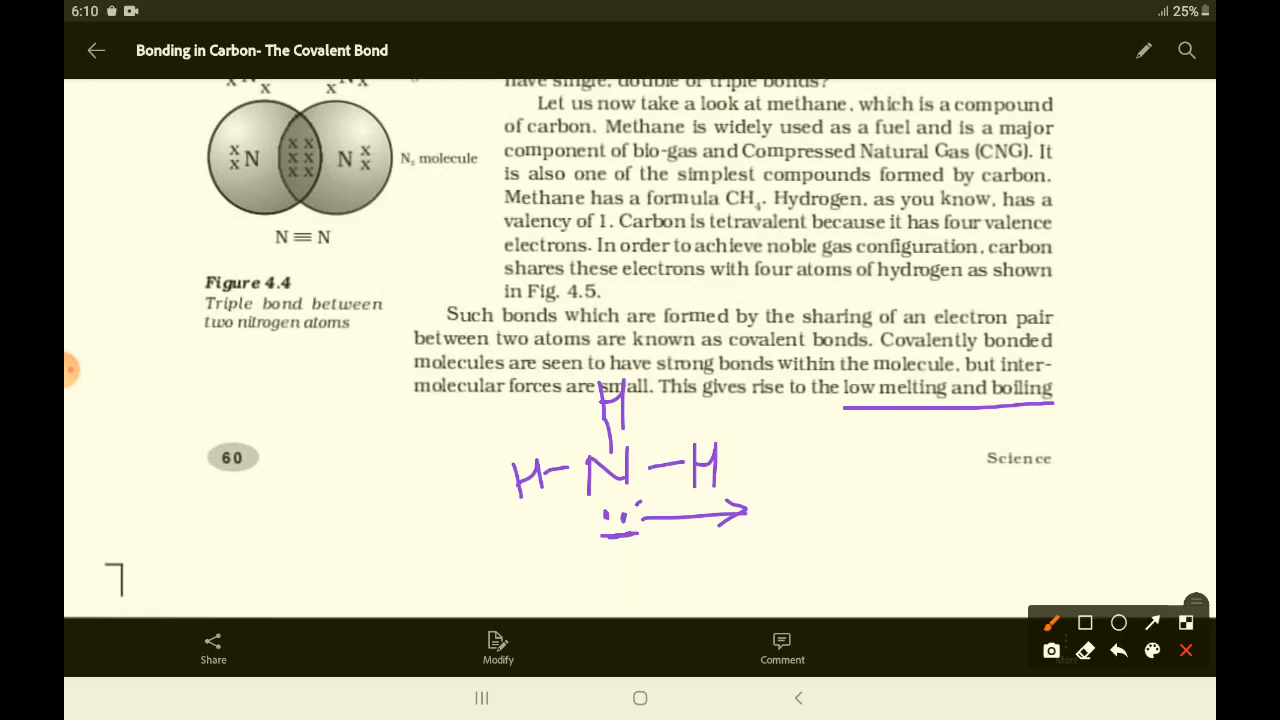 6:10
25%
Bonding in Carbon- The Covalent Bond
have single, double or triple bonds?
Let us now take a look at methane, which is a compound
of carbon. Methane is widely used as a fuel and is a major
component of bio-gas and Compressed Natural Gas (CNG). It
is also one of the simplest compounds formed by carbon.
Methane has a formula CH₄. Hydrogen, as you know, has a
valency of 1. Carbon is tetravalent because it has four valence
electrons. In order to achieve noble gas configuration, carbon
shares these electrons with four atoms of hydrogen as shown
in Fig. 4.5.
x x x x
x x N x x x x x x N x x
N₂ molecule
N ≡ N
Figure 4.4
Triple bond between
two nitrogen atoms
Such bonds which are formed by the sharing of an electron pair
between two atoms are known as covalent bonds. Covalently bonded
molecules are seen to have strong bonds within the molecule, but inter-
molecular forces are small. This gives rise to the low melting and boiling
H
H - N - H
60
Science
Share
Modify
Comment
More